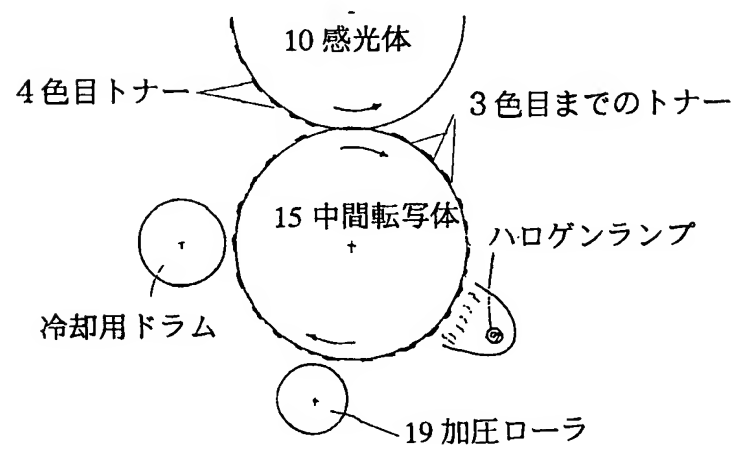 10 感光体
4色目トナー
3色目までのトナー
15 中間転写体
ハロゲンランプ
冷却用ドラム
19 加圧ローラ